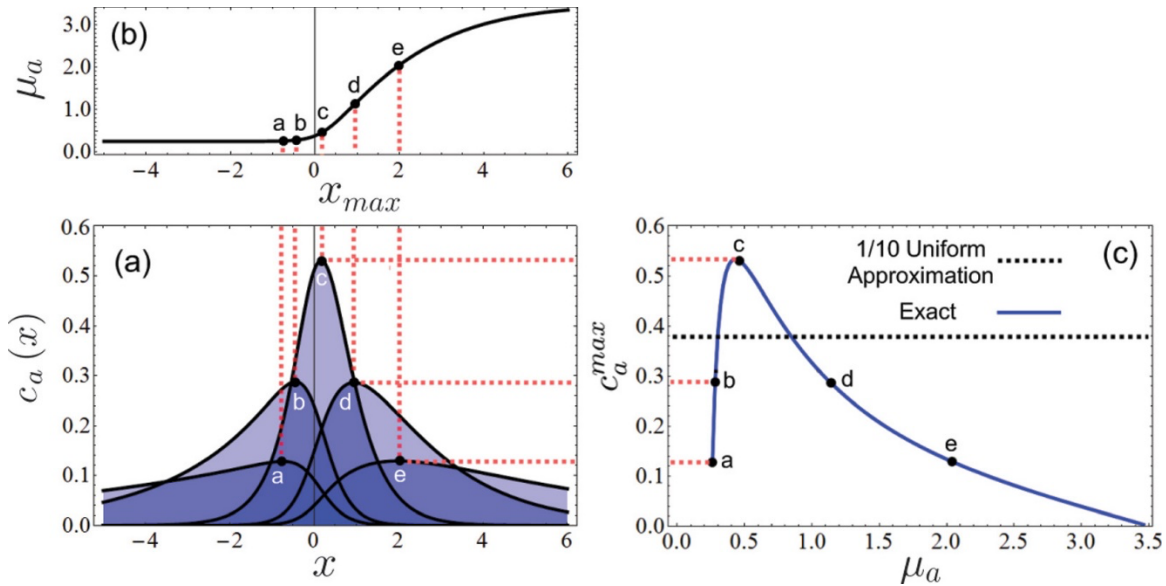 (b)
μₐ
3.0
2.0
1.0
0.0
a
b
c
d
e
−4
−2
0
2
4
6
x_max
(a)
cₐ(x)
0.6
0.5
0.4
0.3
0.2
0.1
0.0
a
b
c
d
e
−4
−2
0
2
4
6
x
(c)
cₐ^max
0.6
0.5
0.4
0.3
0.2
0.1
0.0
1/10 Uniform
Approximation
Exact
a
b
c
d
e
0.0
0.5
1.0
1.5
2.0
2.5
3.0
3.5
μₐ